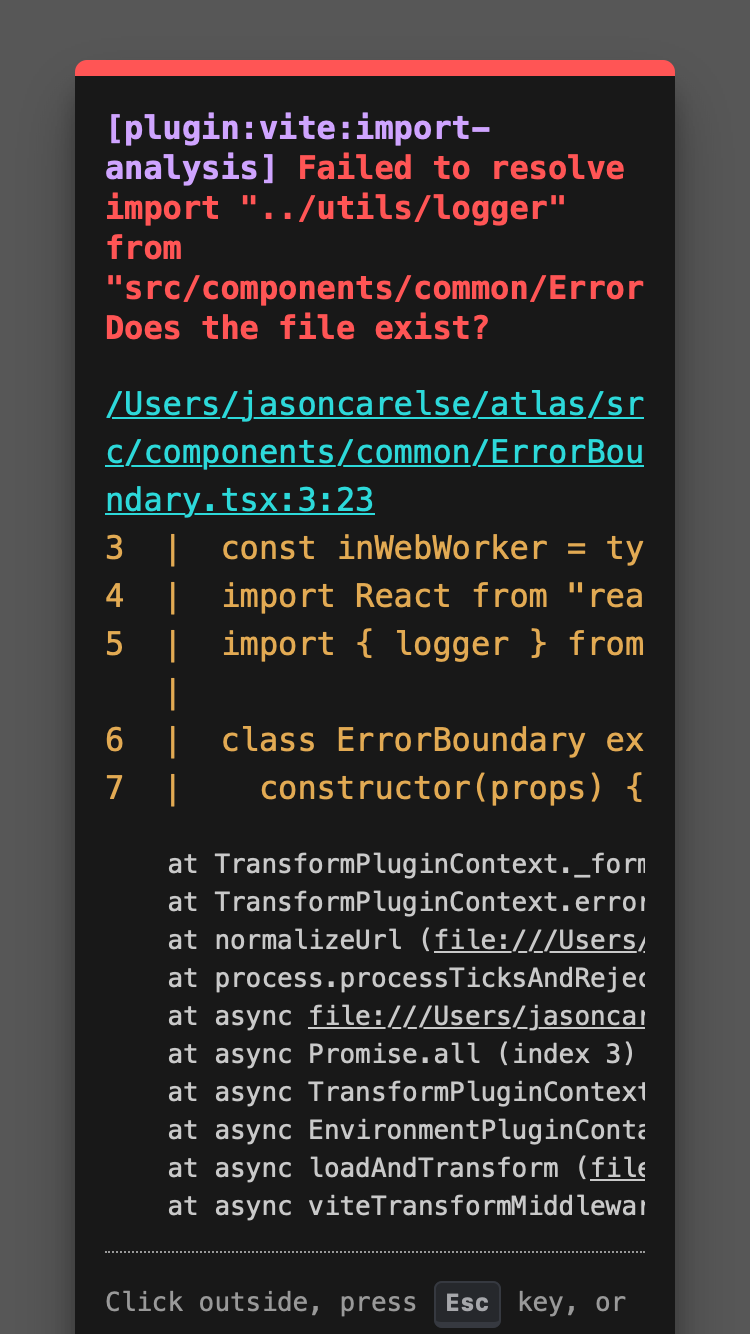 [plugin:vite:import-
analysis] Failed to resolve
import "../utils/logger"
from
"src/components/common/Error
Does the file exist?
/Users/jasoncarelse/atlas/sr
c/components/common/ErrorBou
ndary.tsx:3:23
3  |  const inWebWorker = ty
4  |  import React from "rea
5  |  import { logger } from
   |
6  |  class ErrorBoundary ex
7  |    constructor(props) {
at TransformPluginContext._form
at TransformPluginContext.error
at normalizeUrl (file:///Users/
at process.processTicksAndRejec
at async file:///Users/jasoncar
at async Promise.all (index 3)
at async TransformPluginContext
at async EnvironmentPluginConta
at async loadAndTransform (file
at async viteTransformMiddlewar
Click outside, press Esc key, or